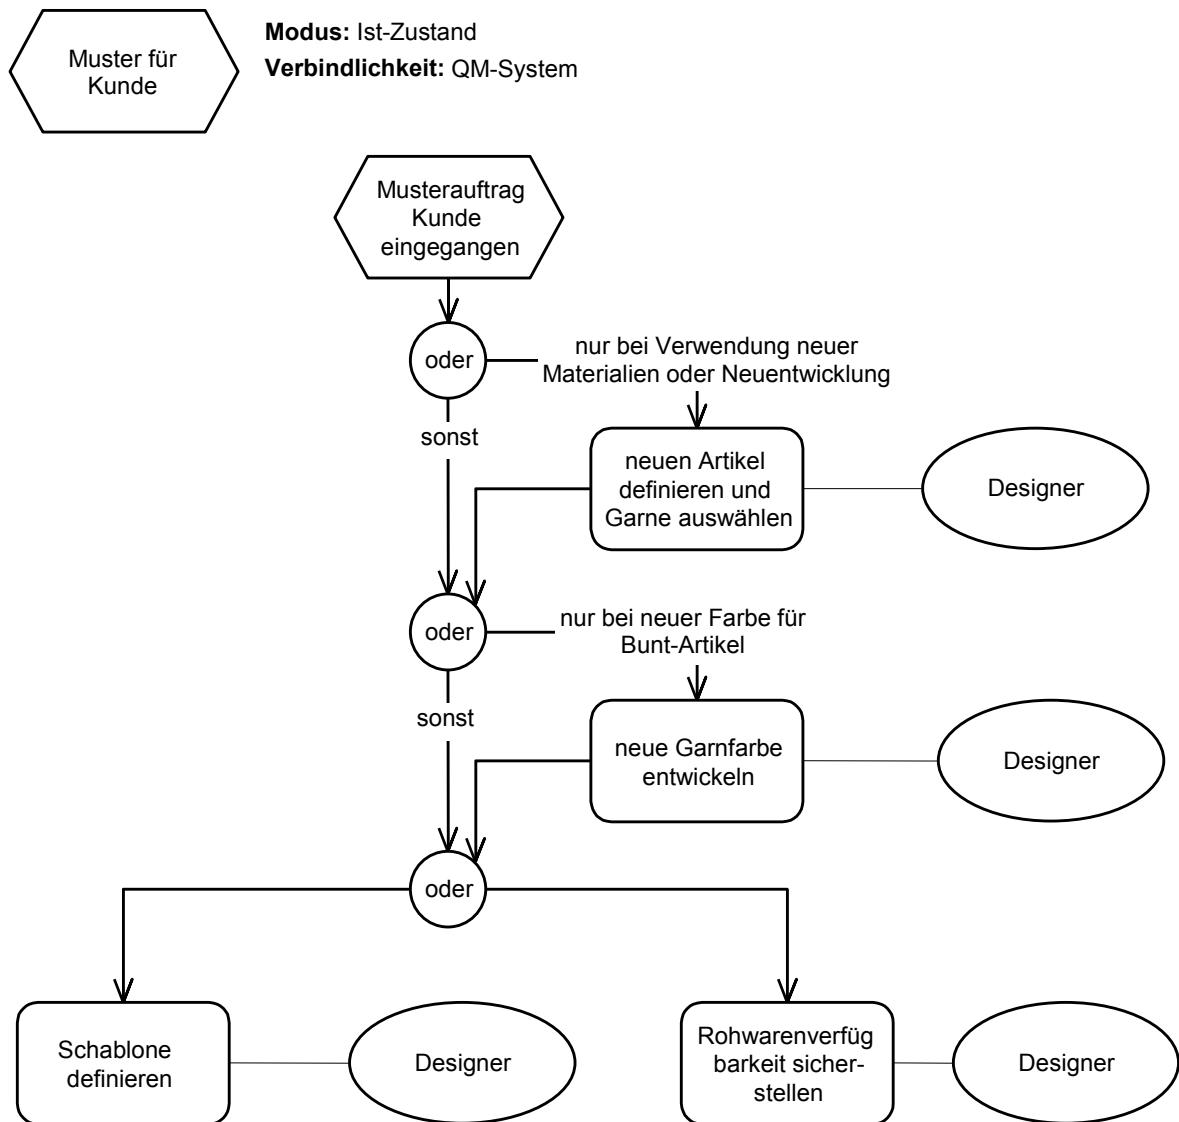 Muster für
Kunde
Modus: Ist-Zustand
Verbindlichkeit: QM-System
Musterauftrag
Kunde
eingegangen
oder
nur bei Verwendung neuer
Materialien oder Neuentwicklung
sonst
neuen Artikel
definieren und
Garne auswählen
Designer
oder
nur bei neuer Farbe für
Bunt-Artikel
sonst
neue Garnfarbe
entwickeln
Designer
oder
Schablone
definieren
Designer
Rohwarenverfüg
barkeit sicher-
stellen
Designer